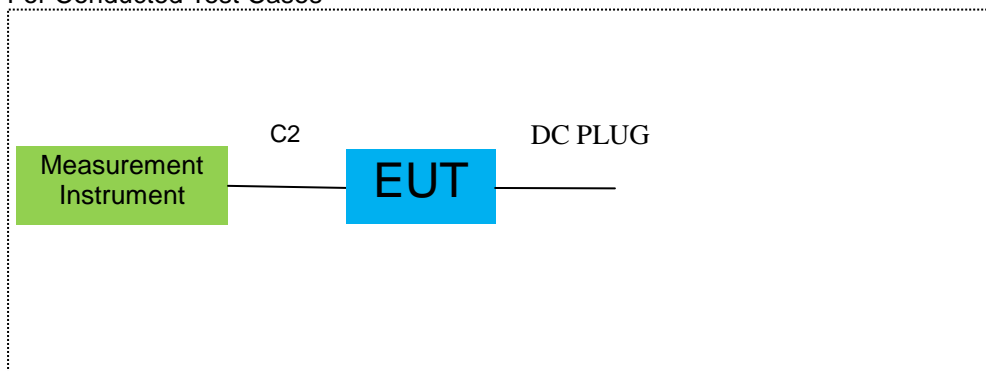 For Conducted Test Cases
C2
DC PLUG
Measurement
Instrument
EUT